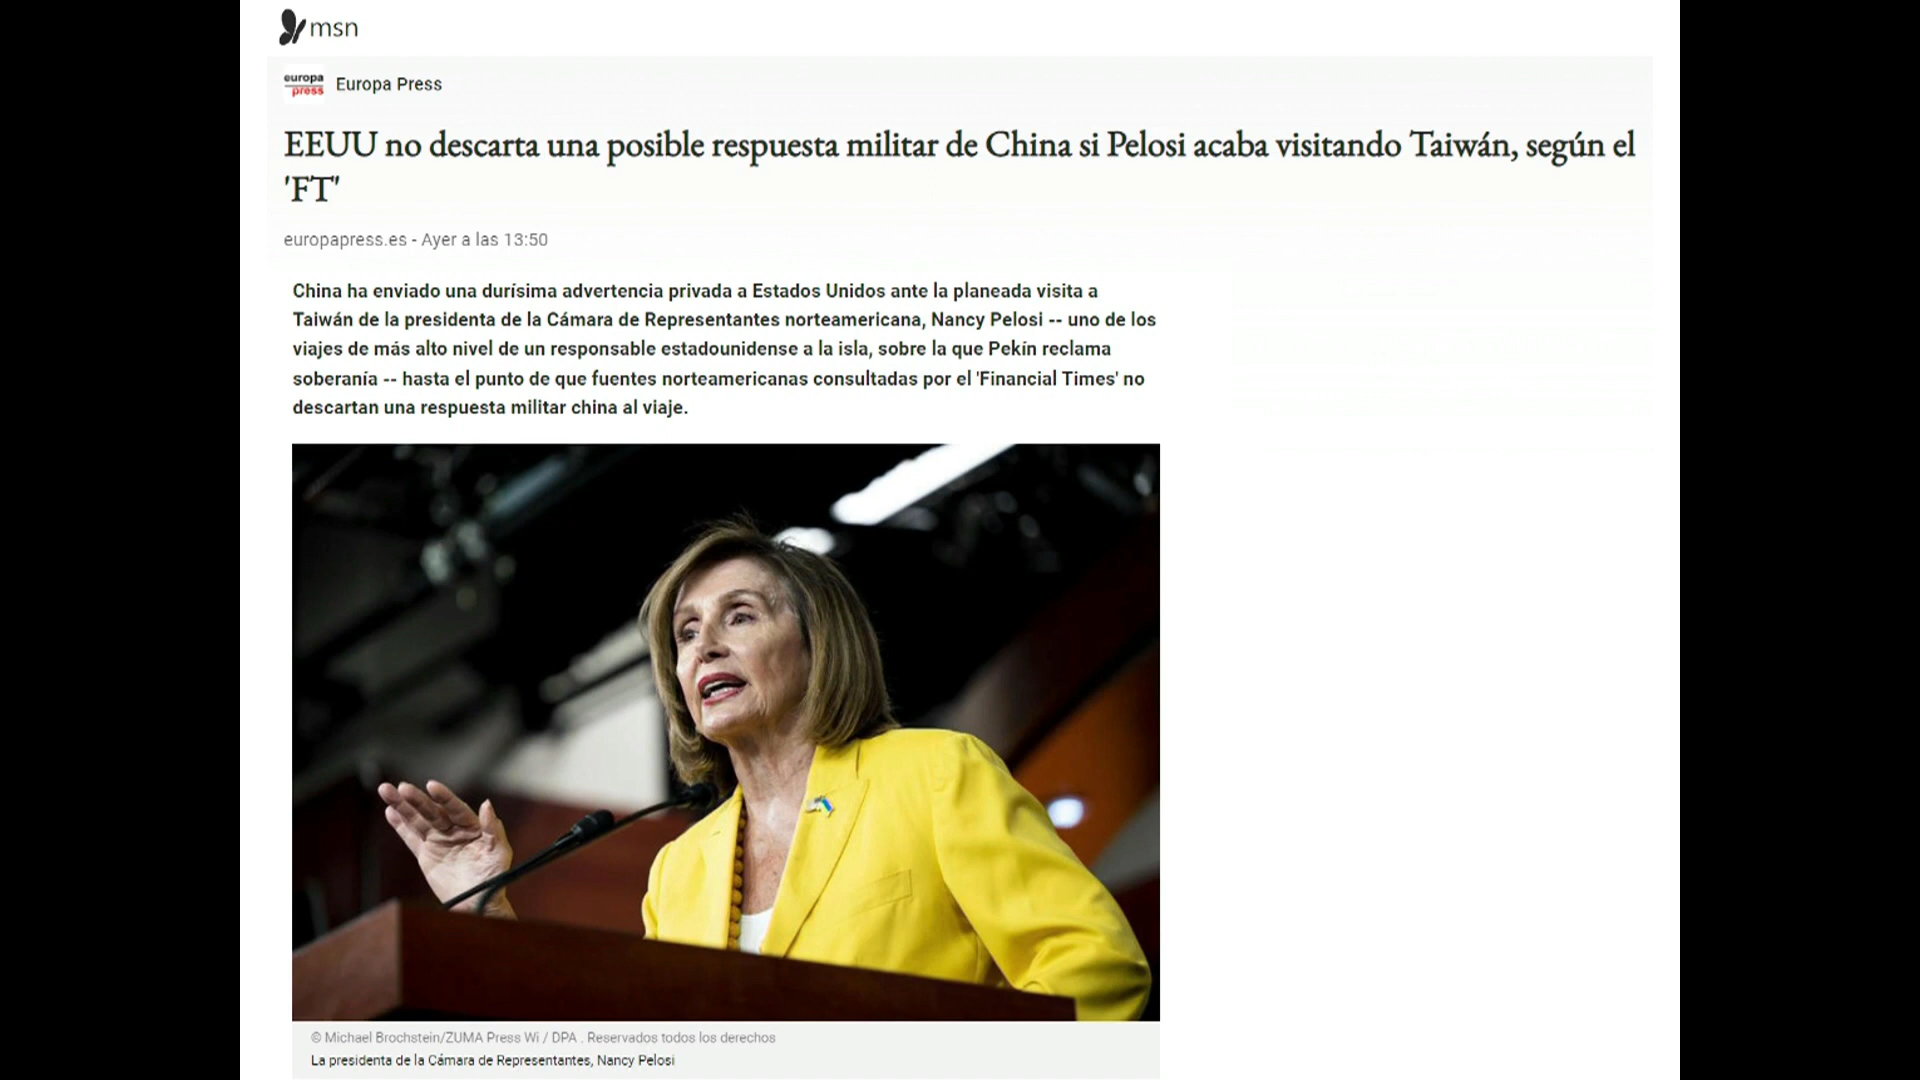 msn
europa
press
Europa Press
EEUU no descarta una posible respuesta militar de China si Pelosi acaba visitando Taiwán, según el
'FT'
europapress.es - Ayer a las 13:50
China ha enviado una durísima advertencia privada a Estados Unidos ante la planeada visita a
Taiwán de la presidenta de la Cámara de Representantes norteamericana, Nancy Pelosi -- uno de los
viajes de más alto nivel de un responsable estadounidense a la isla, sobre la que Pekín reclama
soberanía -- hasta el punto de que fuentes norteamericanas consultadas por el 'Financial Times' no
descartan una respuesta militar china al viaje.
© Michael Brochstein/ZUMA Press Wi / DPA . Reservados todos los derechos
La presidenta de la Cámara de Representantes, Nancy Pelosi